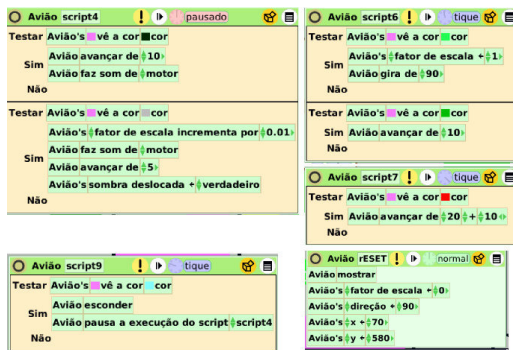 Avião script4 ! pausado
Testar Avião's vê a cor cor
Sim Avião avançar de 10
Avião faz som de motor
Não
Testar Avião's vê a cor cor
Avião's fator de escala incrementa por 0.01
Avião faz som de motor
Sim Avião avançar de 5
Avião's sombra deslocada ← verdadeiro
Não
Avião script6 ! tique
Testar Avião's vê a cor cor
Sim Avião's fator de escala ← 1
Avião gira de 90
Não
Testar Avião's vê a cor cor
Sim Avião avançar de 10
Não
Avião script7 ! tique
Testar Avião's vê a cor cor
Sim Avião avançar de 20 + 10
Não
Avião script9 ! tique
Testar Avião's vê a cor cor
Sim Avião esconder
Avião pausa a execução do script script4
Não
Avião rESET ! normal
Avião mostrar
Avião's fator de escala ← 0
Avião's direção ← 90
Avião's x ← 70
Avião's y ← 580